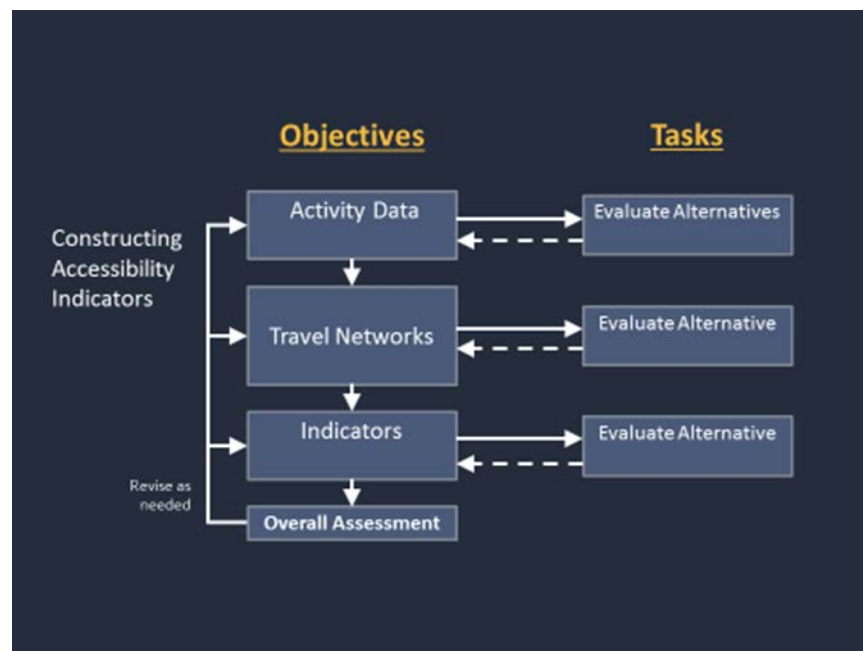 Objectives
Tasks
Constructing
Accessibility
Indicators
Activity Data
Evaluate Alternatives
Travel Networks
Evaluate Alternative
Indicators
Evaluate Alternative
Revise as
needed
Overall Assessment